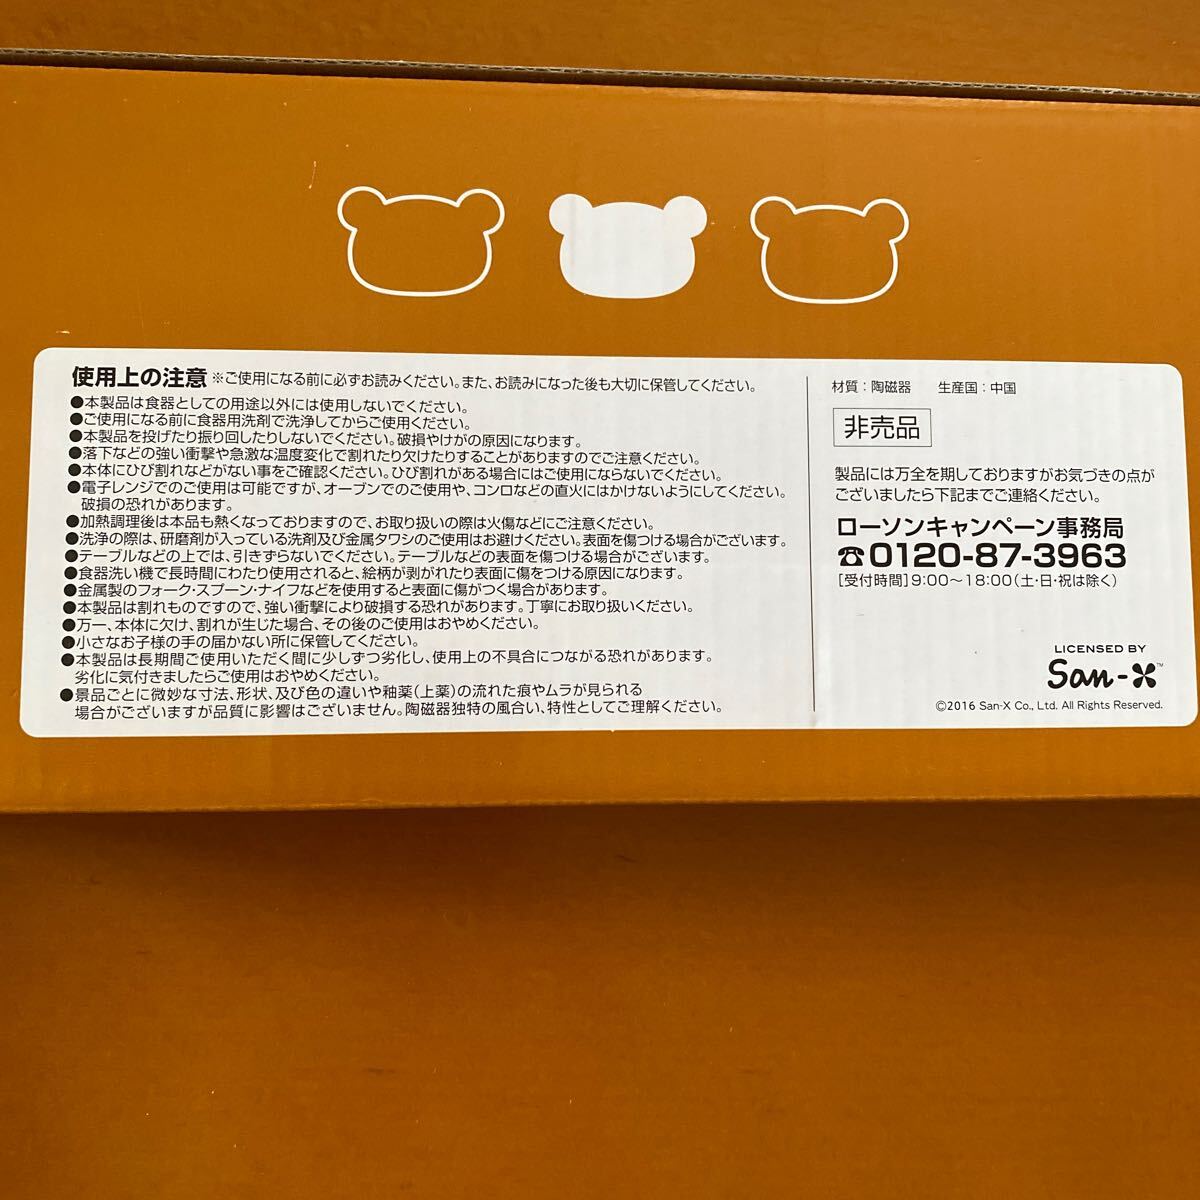 使用上の注意 ※ご使用になる前に必ずお読みください。また、お読みになった後も大切に保管してください。
●本製品は食器としての用途以外には使用しないでください。
●ご使用になる前に食器用洗剤で洗浄してからご使用ください。
●本製品を投げたり振り回したりしないでください。破損やけがの原因になります。
●落下などの強い衝撃や急激な温度変化で割れたり欠けたりすることがありますのでご注意ください。
●本体にひび割れなどがない事をご確認ください。ひび割れがある場合にはご使用にならないでください。
●電子レンジでのご使用は可能ですが、オーブンでのご使用や、コンロなどの直火にはかけないようにしてください。
破損の恐れがあります。
●加熱調理後は本品も熱くなっておりますので、お取り扱いの際は火傷などにご注意ください。
●洗浄の際は、研磨剤が入っている洗剤及び金属タワシのご使用はお避けください。表面を傷つける場合がございます。
●テーブルなどの上では、引きずらないでください。テーブルなどの表面を傷つける場合がございます。
●食器洗い機で長時間にわたり使用されると、絵柄が剥がれたり表面に傷をつける原因になります。
●金属製のフォーク・スプーン・ナイフなどを使用すると表面に傷がつく場合があります。
●本製品は割れものですので、強い衝撃により破損する恐れがあります。丁寧にお取り扱いください。
●万一、本体に欠け、割れが生じた場合、その後のご使用はおやめください。
●小さなお子様の手の届かない所に保管してください。
●本製品は長期間ご使用いただく間に少しずつ劣化し、使用上の不具合につながる恐れがあります。
劣化に気付きましたらご使用はおやめください。
●景品ごとに微妙な寸法、形状、及び色の違いや釉薬(上薬)の流れた痕やムラが見られる
場合がございますが品質に影響はございません。陶磁器独特の風合い、特性としてご理解ください。
材質:陶磁器 生産国:中国
非売品
製品には万全を期しておりますがお気づきの点が
ございましたら下記までご連絡ください。
ローソンキャンペーン事務局
☎0120-87-3963
[受付時間]9:00〜18:00(土・日・祝は除く)
LICENSED BY
San-X™
©2016 San-X Co., Ltd. All Rights Reserved.